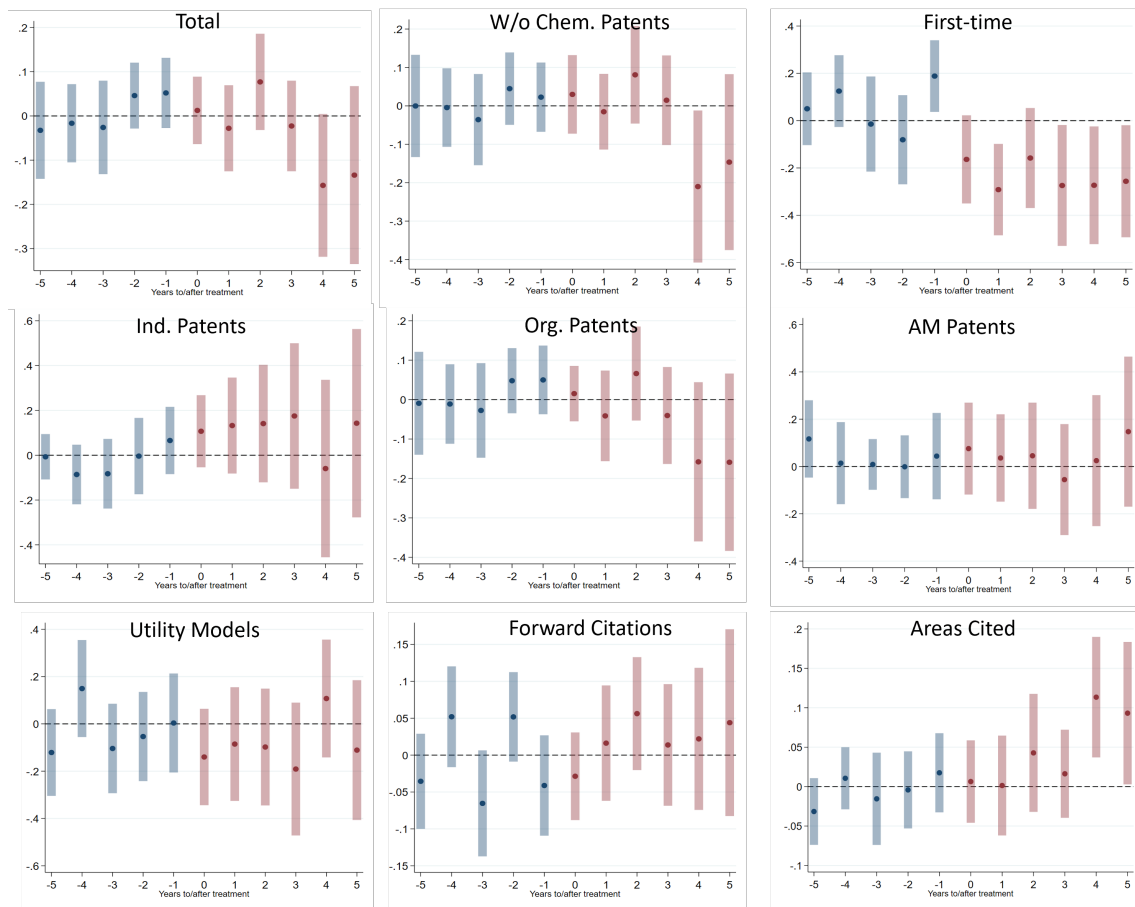 Total
.2
.1
0
-.1
-.2
-.3
-5 -4 -3 -2 -1 0 1 2 3 4 5
Years to/after treatment
W/o Chem. Patents
.2
.1
0
-.1
-.2
-.3
-.4
-5 -4 -3 -2 -1 0 1 2 3 4 5
Years to/after treatment
First-time
.4
.2
0
-.2
-.4
-.6
-5 -4 -3 -2 -1 0 1 2 3 4 5
Years to/after treatment
Ind. Patents
.6
.4
.2
0
-.2
-.4
-5 -4 -3 -2 -1 0 1 2 3 4 5
Years to/after treatment
Org. Patents
.2
.1
0
-.1
-.2
-.3
-.4
-5 -4 -3 -2 -1 0 1 2 3 4 5
Years to/after treatment
AM Patents
.6
.4
.2
0
-.2
-.4
-5 -4 -3 -2 -1 0 1 2 3 4 5
Years to/after treatment
Utility Models
.4
.2
0
-.2
-.4
-.6
-5 -4 -3 -2 -1 0 1 2 3 4 5
Years to/after treatment
Forward Citations
.15
.1
.05
0
-.05
-.1
.15
-5 -4 -3 -2 -1 0 1 2 3 4 5
Years to/after treatment
Areas Cited
.2
.15
.1
.05
0
-.05
-.1
-5 -4 -3 -2 -1 0 1 2 3 4 5
Years to/after treatment